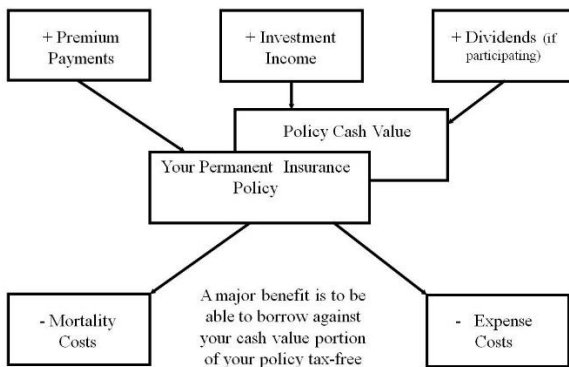 + Premium
Payments
+ Investment
Income
+ Dividends (if
participating)
Policy Cash Value
Your Permanent Insurance
Policy
- Mortality
Costs
A major benefit is to be
able to borrow against
your cash value portion
of your policy tax-free
- Expense
Costs